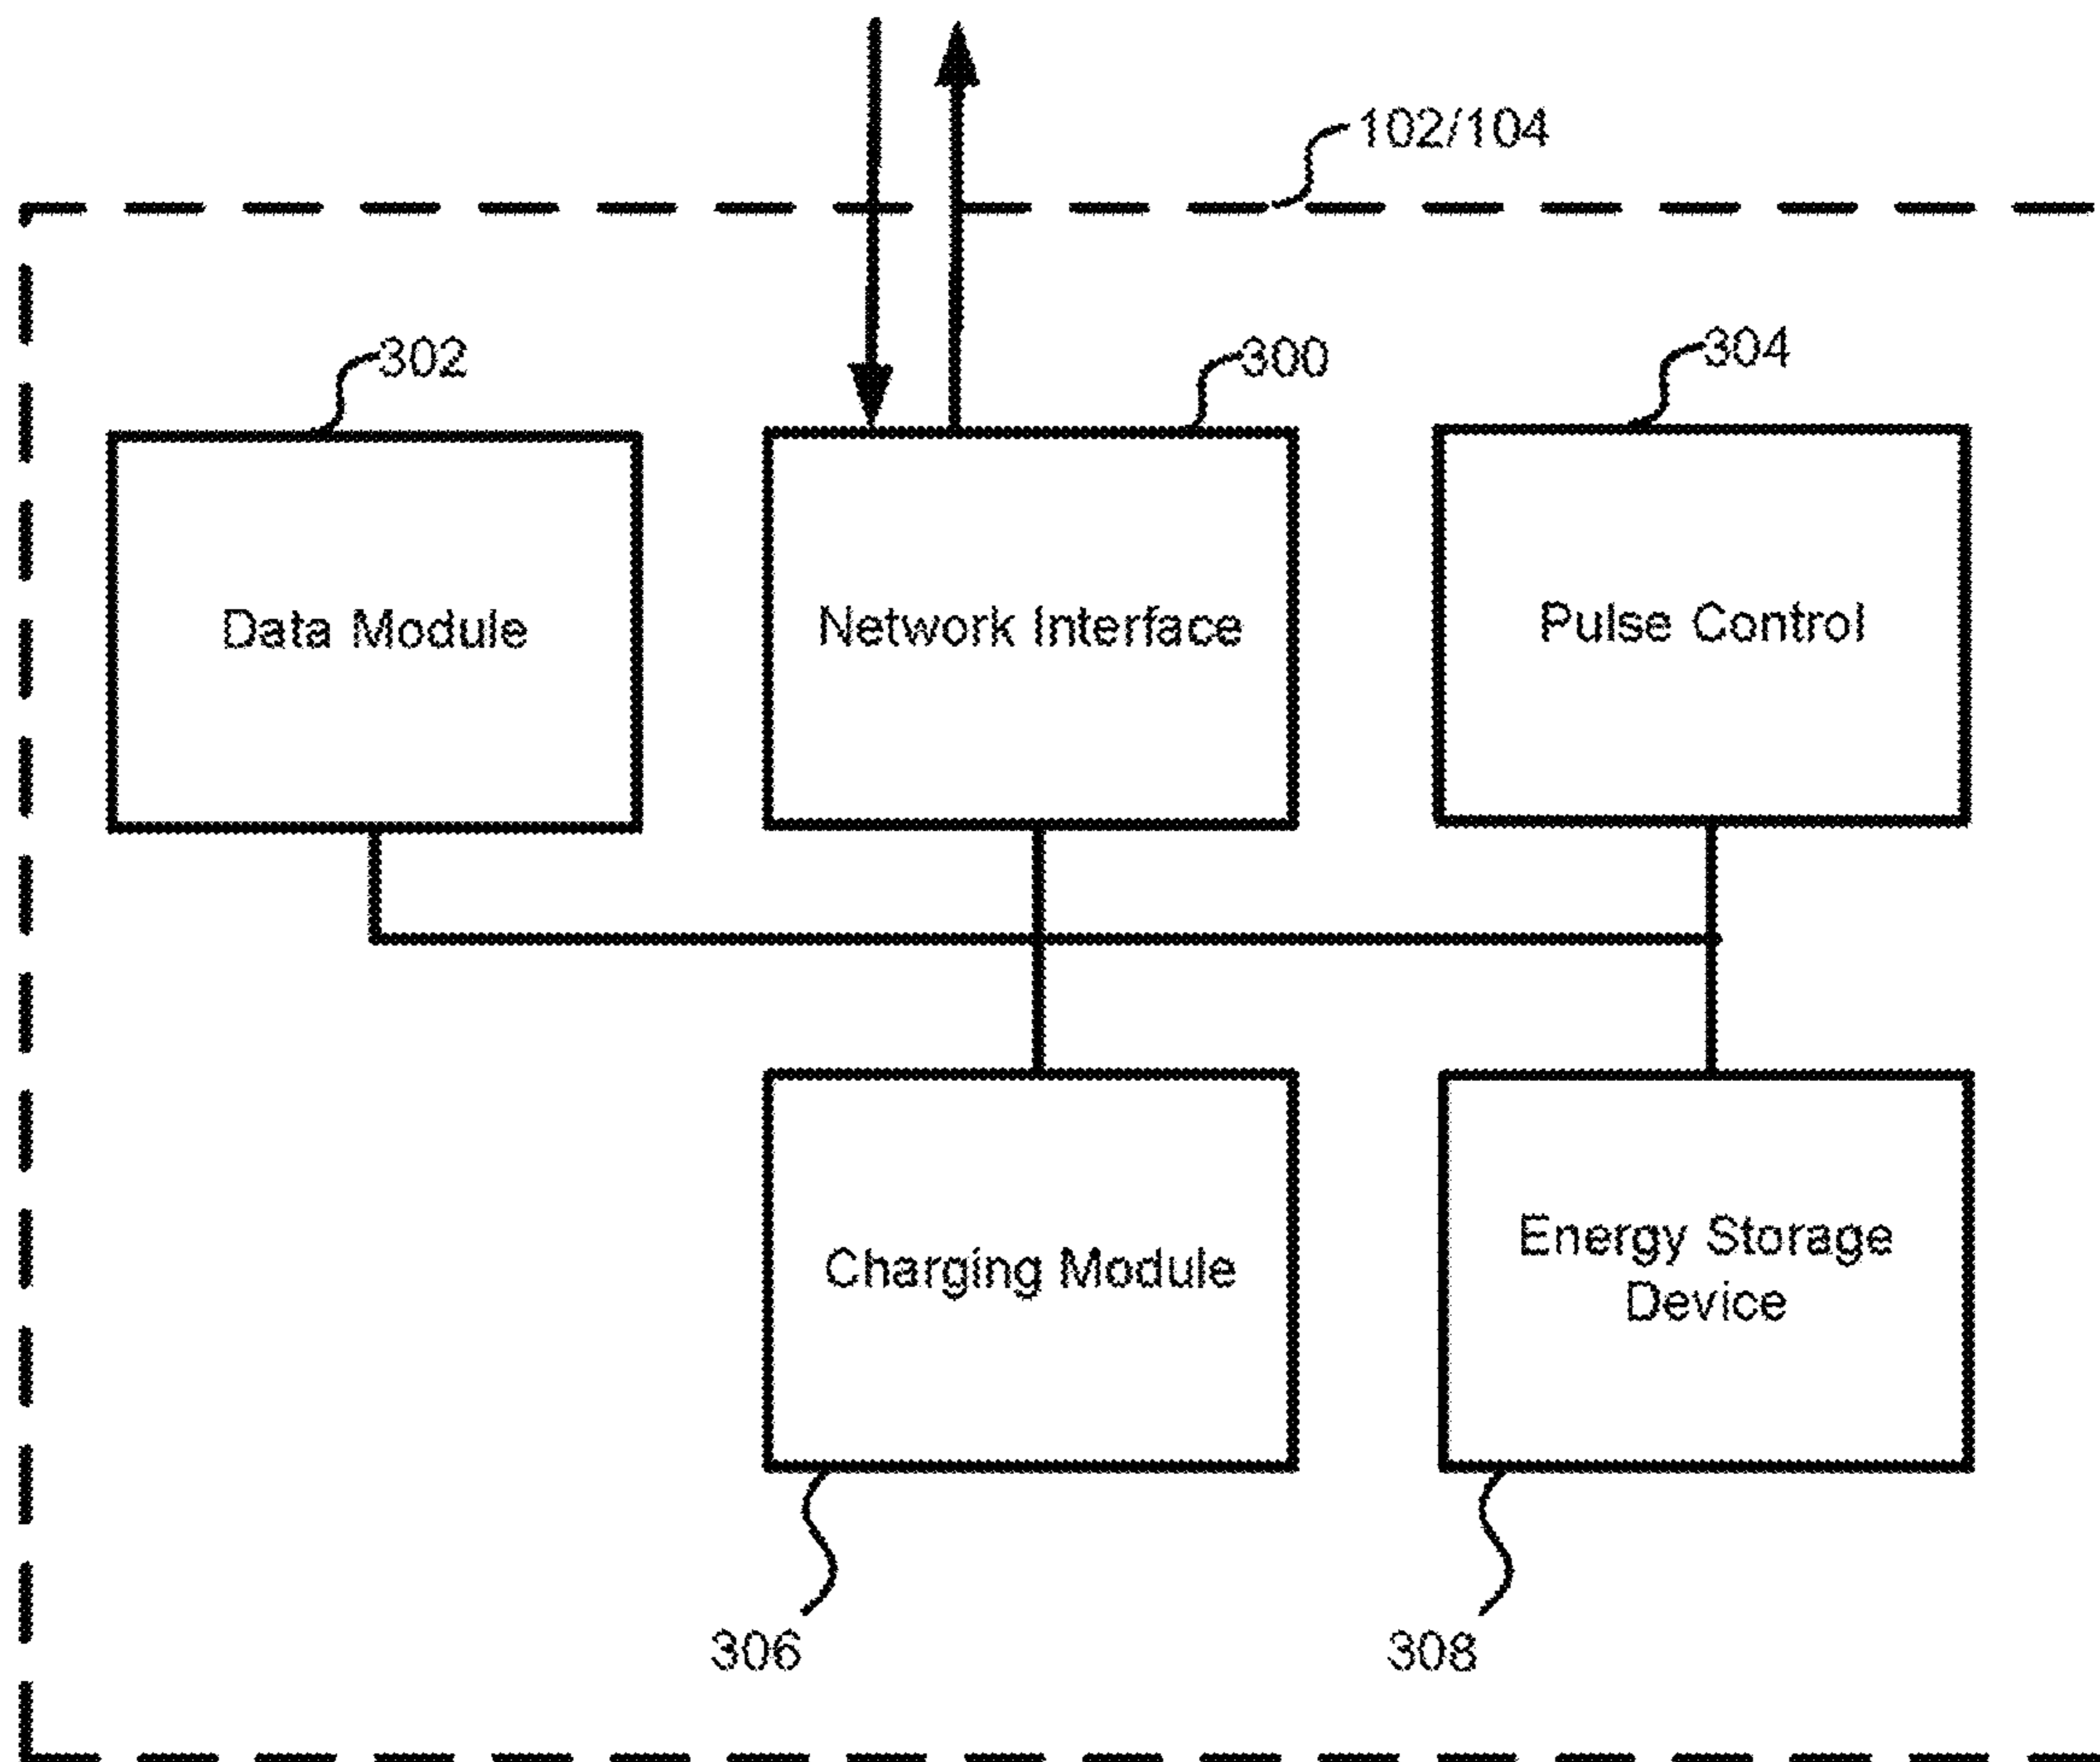 102/104
302
300
304
Data Module
Network Interface
Pulse Control
Charging Module
Energy Storage
Device
306
308